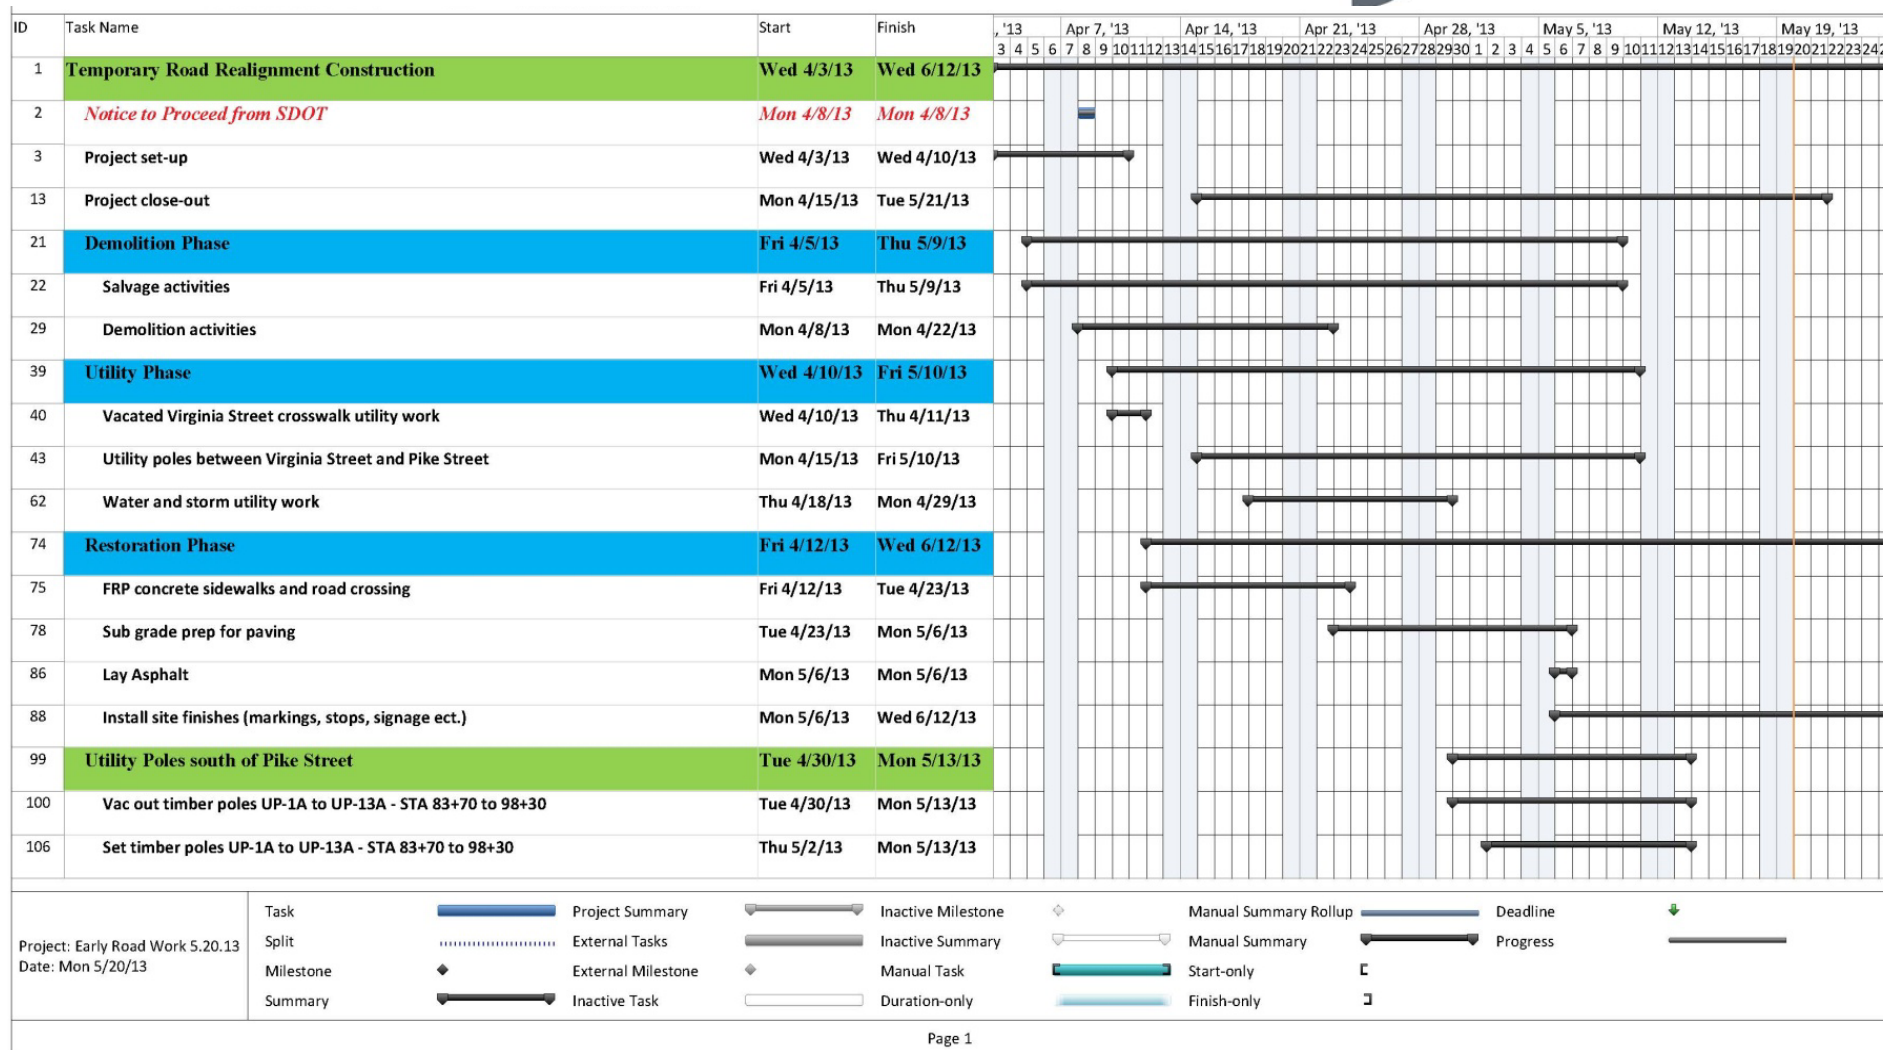 ID Task Name Start Finish , '13 Apr 7, '13 Apr 14, '13 Apr 21, '13 Apr 28, '13 May 5, '13 May 12, '13 May 19, '13
3 4 5 6 7 8 9 10 11 12 13 14 15 16 17 18 19 20 21 22 23 24 25 26 27 28 29 30 1 2 3 4 5 6 7 8 9 10 11 12 13 14 15 16 17 18 19 20 21 22 23 24
1 Temporary Road Realignment Construction Wed 4/3/13 Wed 6/12/13
2 Notice to Proceed from SDOT Mon 4/8/13 Mon 4/8/13
3 Project set-up Wed 4/3/13 Wed 4/10/13
13 Project close-out Mon 4/15/13 Tue 5/21/13
21 Demolition Phase Fri 4/5/13 Thu 5/9/13
22 Salvage activities Fri 4/5/13 Thu 5/9/13
29 Demolition activities Mon 4/8/13 Mon 4/22/13
39 Utility Phase Wed 4/10/13 Fri 5/10/13
40 Vacated Virginia Street crosswalk utility work Wed 4/10/13 Thu 4/11/13
43 Utility poles between Virginia Street and Pike Street Mon 4/15/13 Fri 5/10/13
62 Water and storm utility work Thu 4/18/13 Mon 4/29/13
74 Restoration Phase Fri 4/12/13 Wed 6/12/13
75 FRP concrete sidewalks and road crossing Fri 4/12/13 Tue 4/23/13
78 Sub grade prep for paving Tue 4/23/13 Mon 5/6/13
86 Lay Asphalt Mon 5/6/13 Mon 5/6/13
88 Install site finishes (markings, stops, signage ect.) Mon 5/6/13 Wed 6/12/13
99 Utility Poles south of Pike Street Tue 4/30/13 Mon 5/13/13
100 Vac out timber poles UP-1A to UP-13A - STA 83+70 to 98+30 Tue 4/30/13 Mon 5/13/13
106 Set timber poles UP-1A to UP-13A - STA 83+70 to 98+30 Thu 5/2/13 Mon 5/13/13
Project: Early Road Work 5.20.13
Date: Mon 5/20/13
Task Project Summary Inactive Milestone Manual Summary Rollup Deadline
Split External Tasks Inactive Summary Manual Summary Progress
Milestone External Milestone Manual Task Start-only
Summary Inactive Task Duration-only Finish-only
Page 1